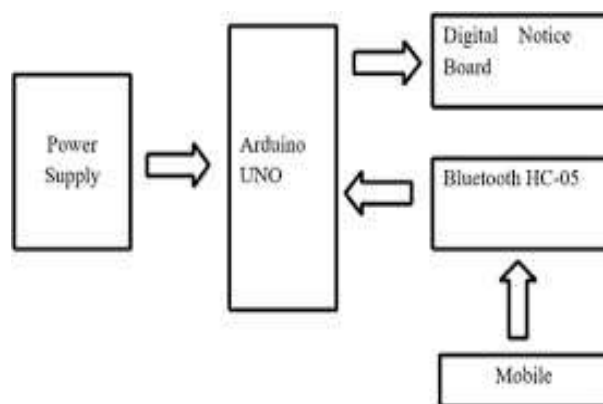 Power
Supply
Arduino
UNO
Digital Notice
Board
Bluetooth HC-05
Mobile